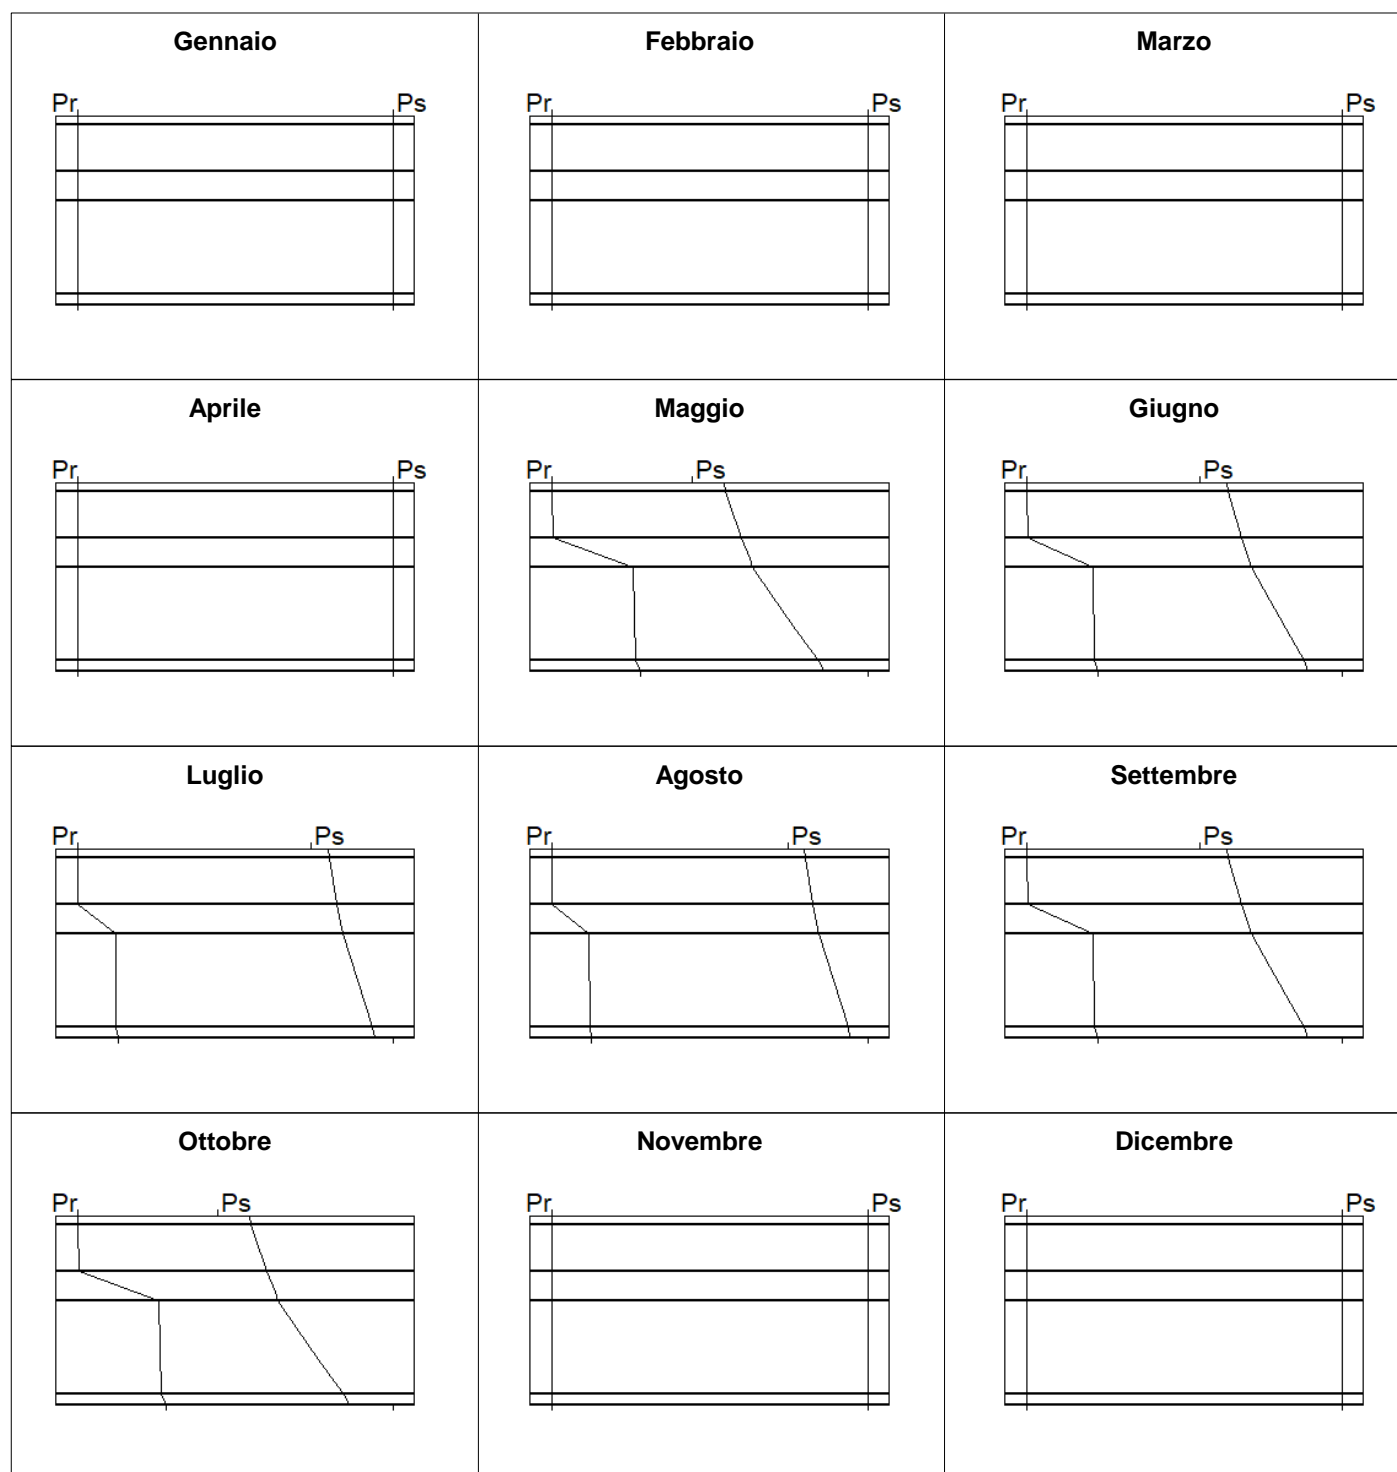 Gennaio Febbraio Marzo
Pr Ps Pr Ps Pr Ps
Aprile Maggio Giugno
Pr Ps Pr Ps Pr Ps
Luglio Agosto Settembre
Pr Ps Pr Ps Pr Ps
Ottobre Novembre Dicembre
Pr Ps Pr Ps Pr Ps